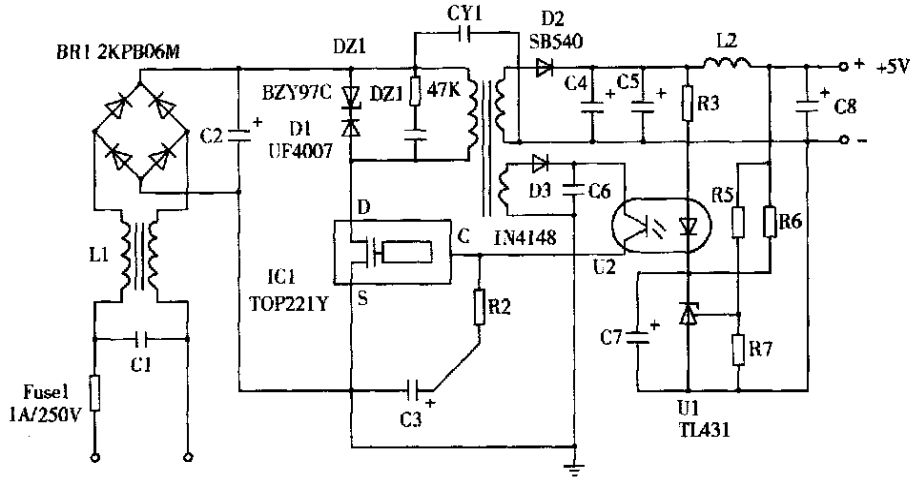 CY1
D2
SB540
BR1 2KPB06M
DZ1
L2
+ +5V
BZY97C
DZ1
47K
C4 +
C5 +
R3
+
C8
C2 +
D1
UF4007
−
D3
C6
R5
R6
D
L1
C
IN4148
U2
IC1
TOP221Y
S
R2
C7 +
R7
C1
Fuse1
1A/250V
C3 +
U1
TL431